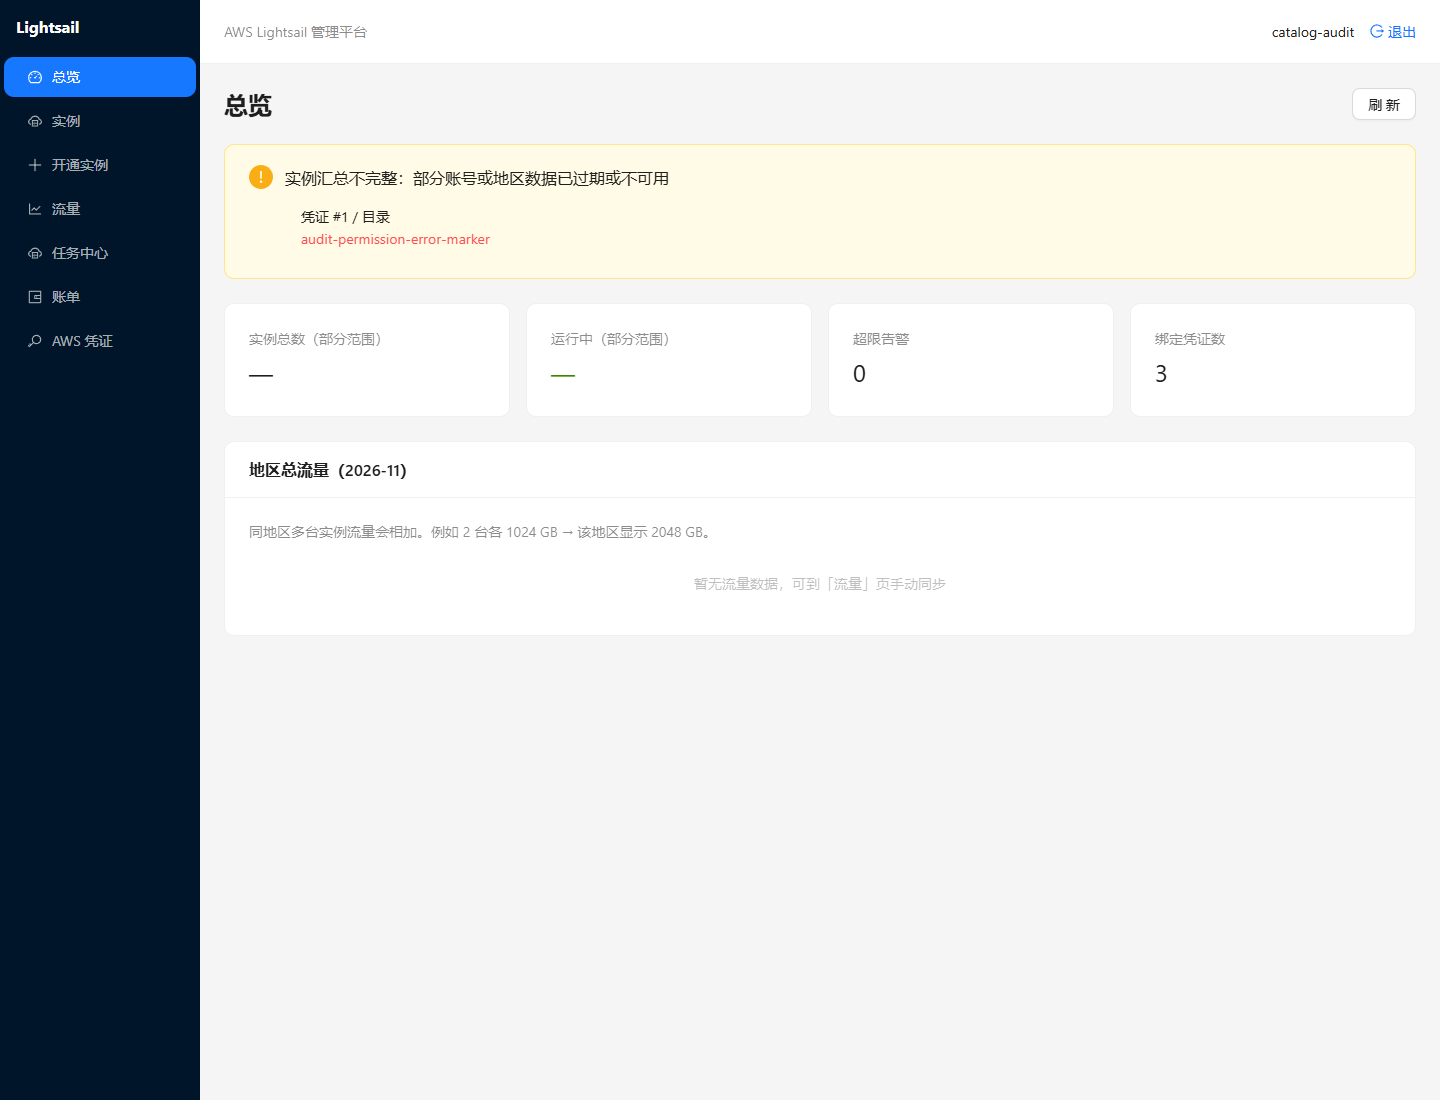 Lightsail
总览
实例
开通实例
流量
任务中心
账单
AWS 凭证
AWS Lightsail 管理平台
catalog-audit
退出
总览
刷 新
实例汇总不完整：部分账号或地区数据已过期或不可用
凭证 #1 / 目录
audit-permission-error-marker
实例总数（部分范围）
—
运行中（部分范围）
—
超限告警
0
绑定凭证数
3
地区总流量（2026-11）
同地区多台实例流量会相加。例如 2 台各 1024 GB → 该地区显示 2048 GB。
暂无流量数据，可到「流量」页手动同步